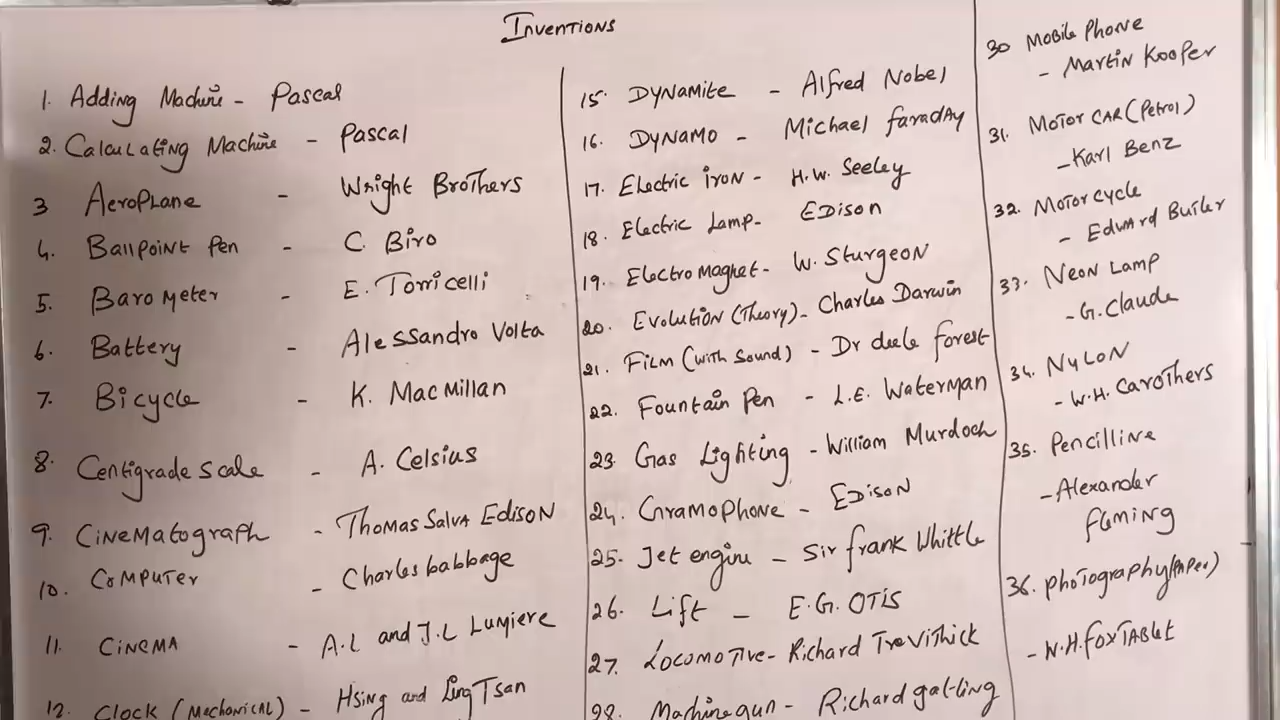 Inventions
1. Adding Machine - Pascal
2. Calculating Machine - Pascal
3 Aeroplane - Wright Brothers
4. Ballpoint Pen - C. Biro
5. Barometer - E. Torricelli
6. Battery - Alessandro Volta
7. Bicycle - K. MacMillan
8. Centigrade scale - A. Celsius
9. Cinematograph - Thomas Salva Edison
10. Computer - Charles babbage
11. Cinema - A.L and J.L Lumiere
12. Clock (Mechanical) - Hsing and Ling Tsan
15. Dynamite - Alfred Nobel
16. Dynamo - Michael faraday
17. Electric iron - H.W. Seeley
18. Electric Lamp - Edison
19. Electro Magnet - W. Sturgeon
20. Evolution (Theory) - Charles Darwin
21. Film (with Sound) - Dr deele forest
22. Fountain Pen - L.E. Waterman
23. Gas Lighting - William Murdoch
24. Gramophone - Edison
25. Jet engine - Sir frank Whittle
26. Lift - E.G. OTIS
27. Locomotive - Richard Trevithick
28. Machine gun - Richard gatling
30 Mobile Phone
- Martin Kooper
31. Motor CAR (Petrol)
- Karl Benz
32. Motorcycle
- Edward Butler
33. Neon Lamp
- G. Claude
34. Nylon
- W.H. Carothers
35. Pencilline
- Alexander
fleming
36. Photography (Paper)
- W.H. FOXTABLET